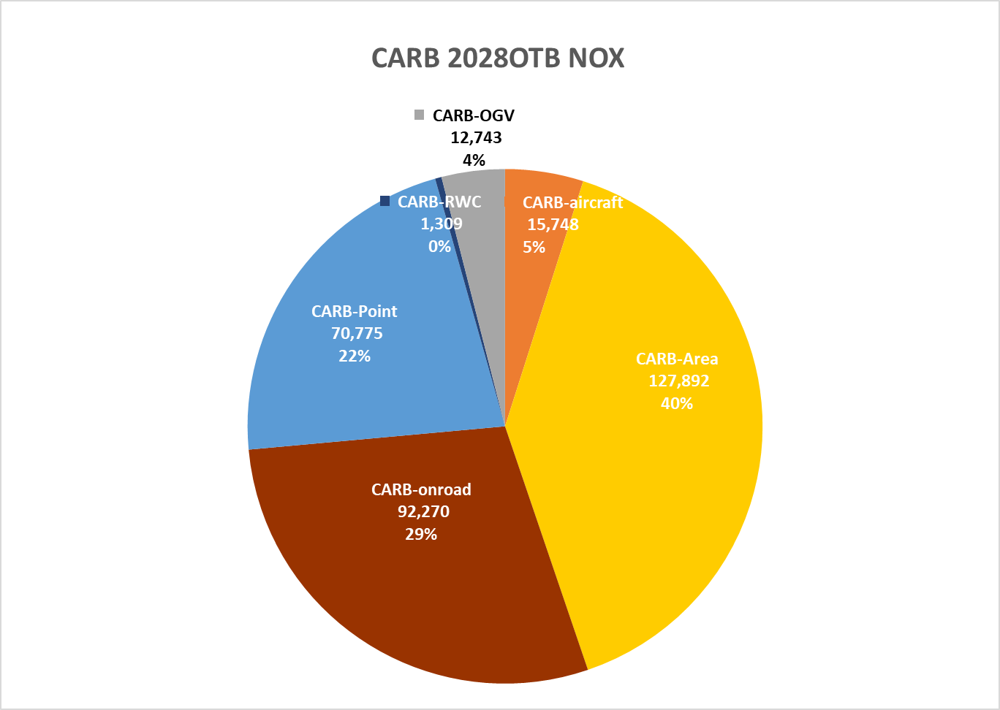 CARB 2028OTB NOX
CARB-OGV
12,743
4%
CARB-RWC
1,309
0%
CARB-aircraft
15,748
5%
CARB-Point
70,775
22%
CARB-Area
127,892
40%
CARB-onroad
92,270
29%